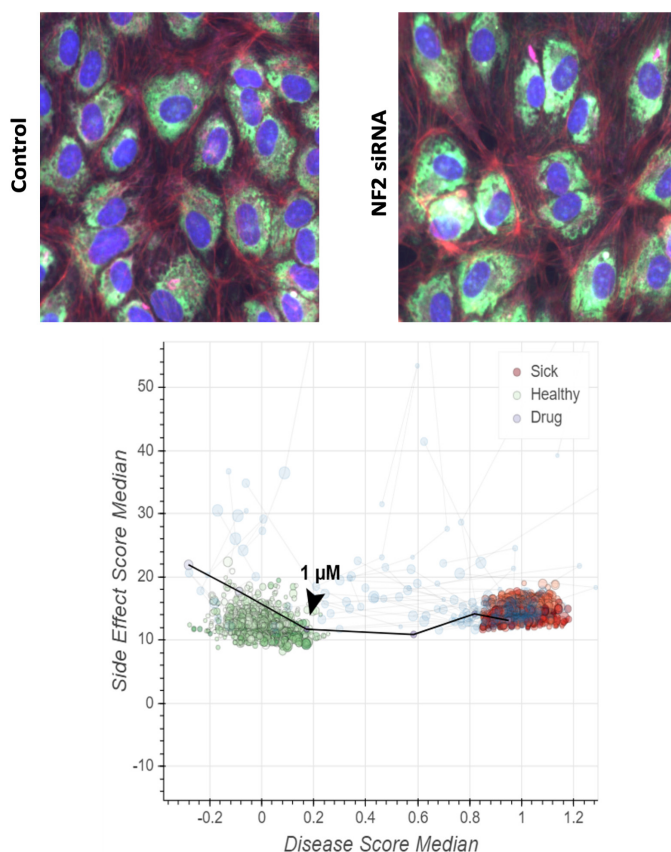 Control
NF2 siRNA
50
40
30
20
10
0
-10
Side Effect Score Median
Sick
Healthy
Drug
1 µM
-0.2 0 0.2 0.4 0.6 0.8 1 1.2
Disease Score Median